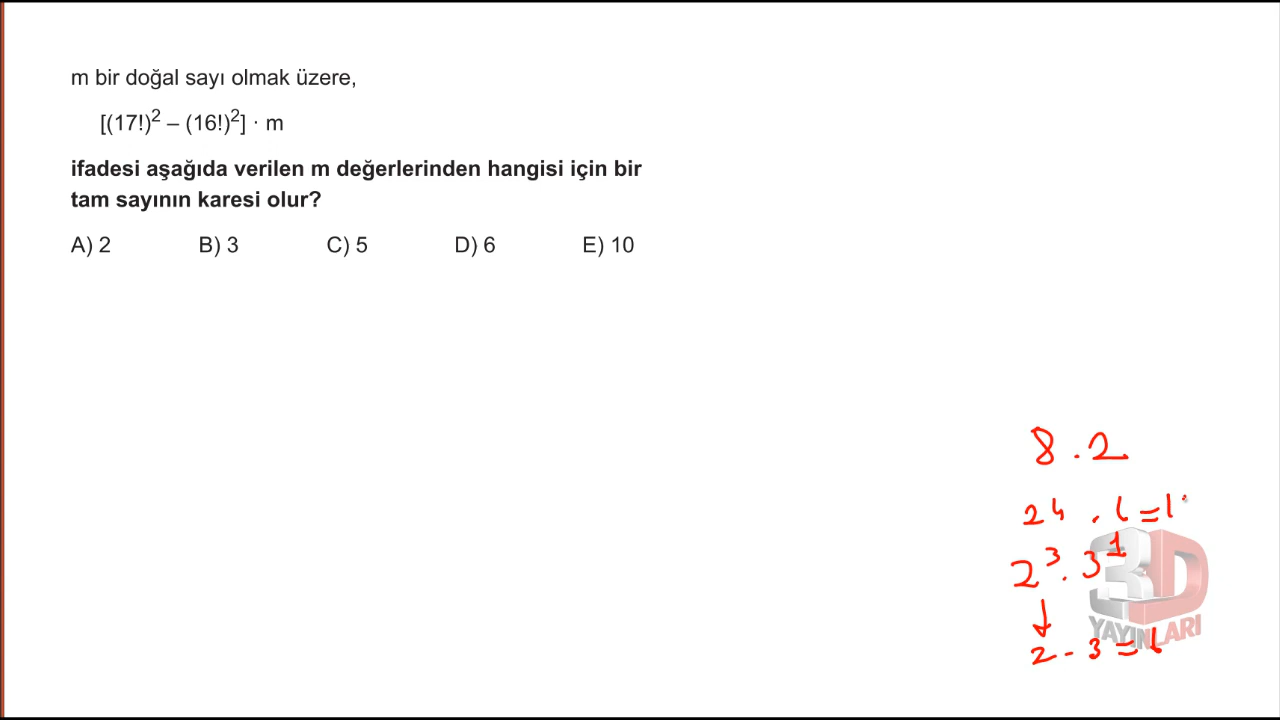 m bir doğal sayı olmak üzere,
[(17!)² – (16!)²] · m
ifadesi aşağıda verilen m değerlerinden hangisi için bir
tam sayının karesi olur?
A) 2 B) 3 C) 5 D) 6 E) 10
8 . 2
24 . 6 = 1
2³ . 3¹
↓
2 - 3 = 6
3D
YAYINLARI